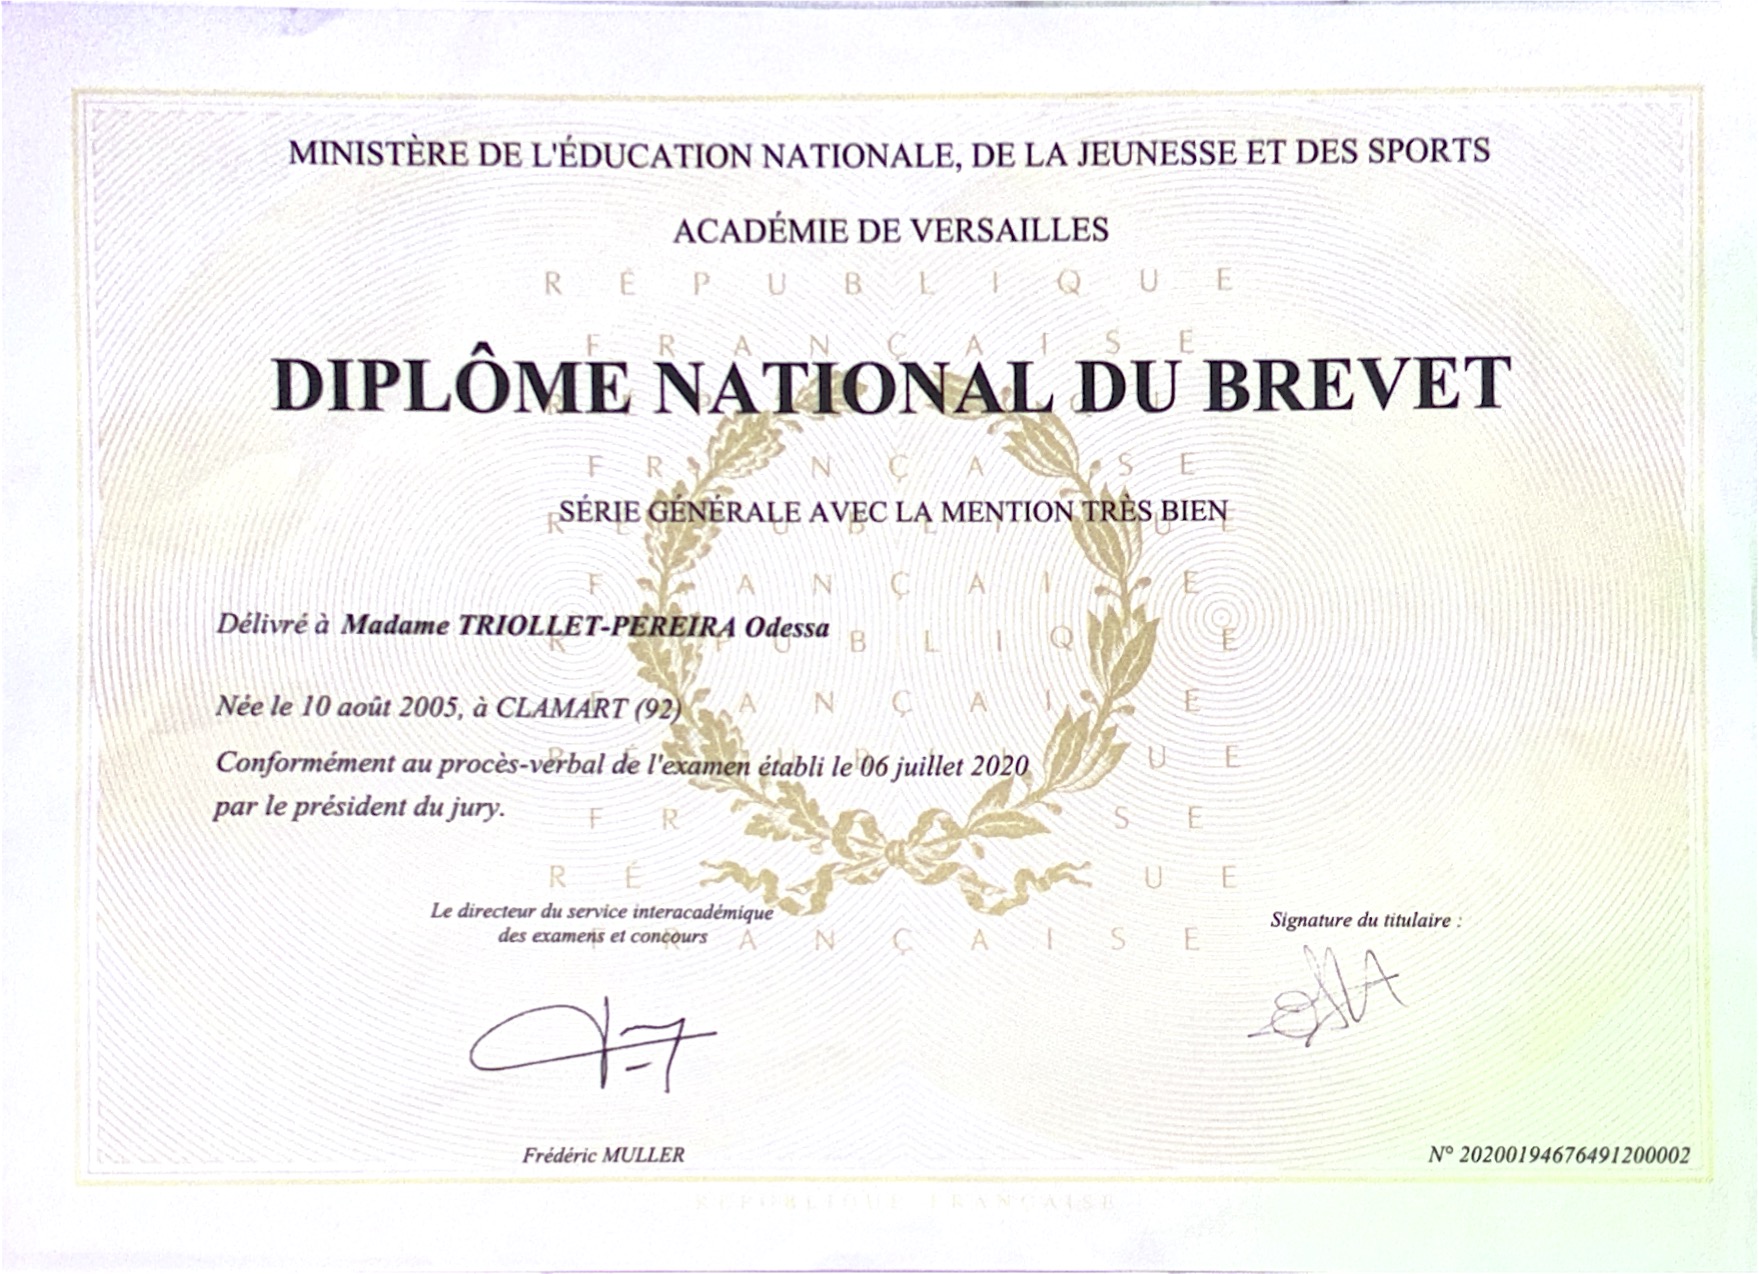 MINISTÈRE DE L'ÉDUCATION NATIONALE, DE LA JEUNESSE ET DES SPORTS
ACADÉMIE DE VERSAILLES
RÉPUBLIQUE
FRANÇAISE
DIPLÔME NATIONAL DU BREVET
SÉRIE GÉNÉRALE AVEC LA MENTION TRÈS BIEN
Délivré à Madame TRIOLLET-PEREIRA Odessa
Née le 10 août 2005, à CLAMART (92)
Conformément au procès-verbal de l'examen établi le 06 juillet 2020
par le président du jury.
Le directeur du service interacadémique
des examens et concours
Signature du titulaire :
Frédéric MULLER
N° 20200194676491200002
RÉPUBLIQUE FRANÇAISE